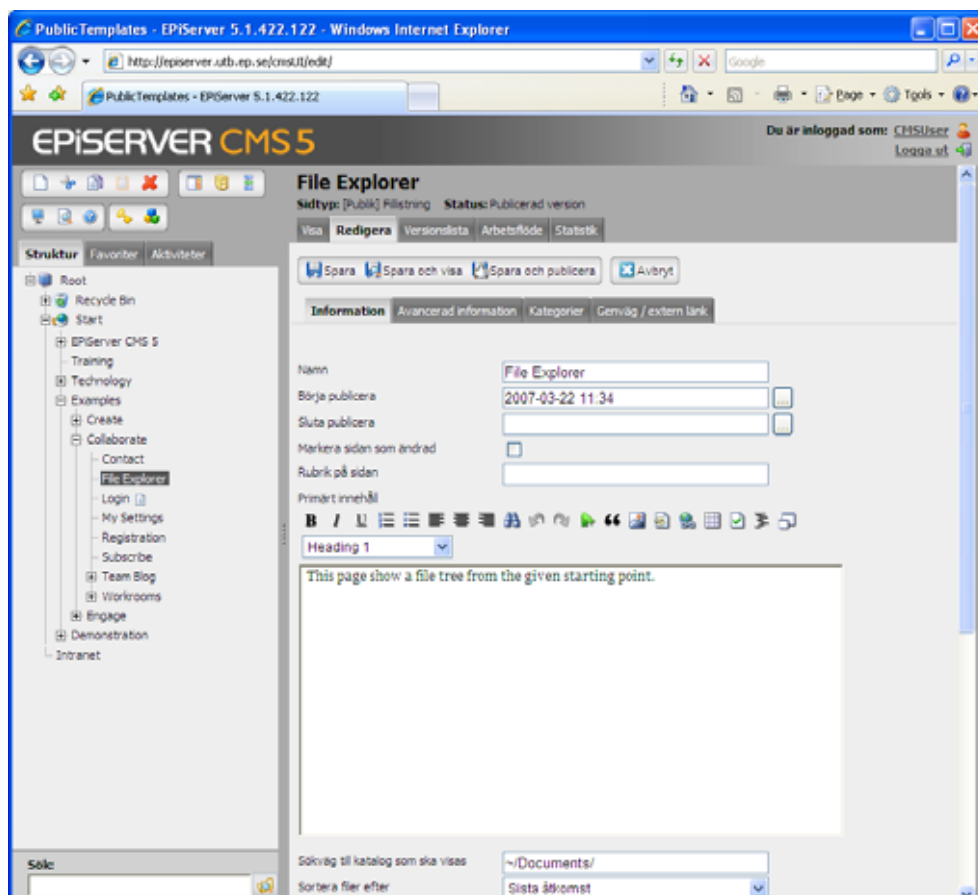 PublicTemplates - EPiServer 5.1.422.122 - Windows Internet Explorer
http://episerver.utb.ep.se/cmsUI/edit/
Google
PublicTemplates - EPiServer 5.1.422.122
Page
Tools
EPiSERVER CMS 5
Du är inloggad som: CMSUser
Logga ut
File Explorer
Sidtyp: [Publik] Fillistning Status: Publicerad version
Visa Redigera Versionslista Arbetsflöde Statistik
Struktur Favoriter Aktiviteter
Spara Spara och visa Spara och publicera Avbryt
Information Avancerad information Kategorier Genväg / extern länk
Root
Recycle Bin
Start
EPiServer CMS 5
Training
Technology
Examples
Create
Collaborate
Contact
File Explorer
Login
My Settings
Registration
Subscribe
Team Blog
Workrooms
Engage
Demonstration
Intranet
Sök:
Namn File Explorer
Börja publicera 2007-03-22 11:34 ...
Sluta publicera ...
Markera sidan som ändrad
Rubrik på sidan
Primärt innehåll
B I U
Heading 1
This page show a file tree from the given starting point.
Sökväg till katalog som ska visas ~/Documents/
Sortera filer efter Sista åtkomst